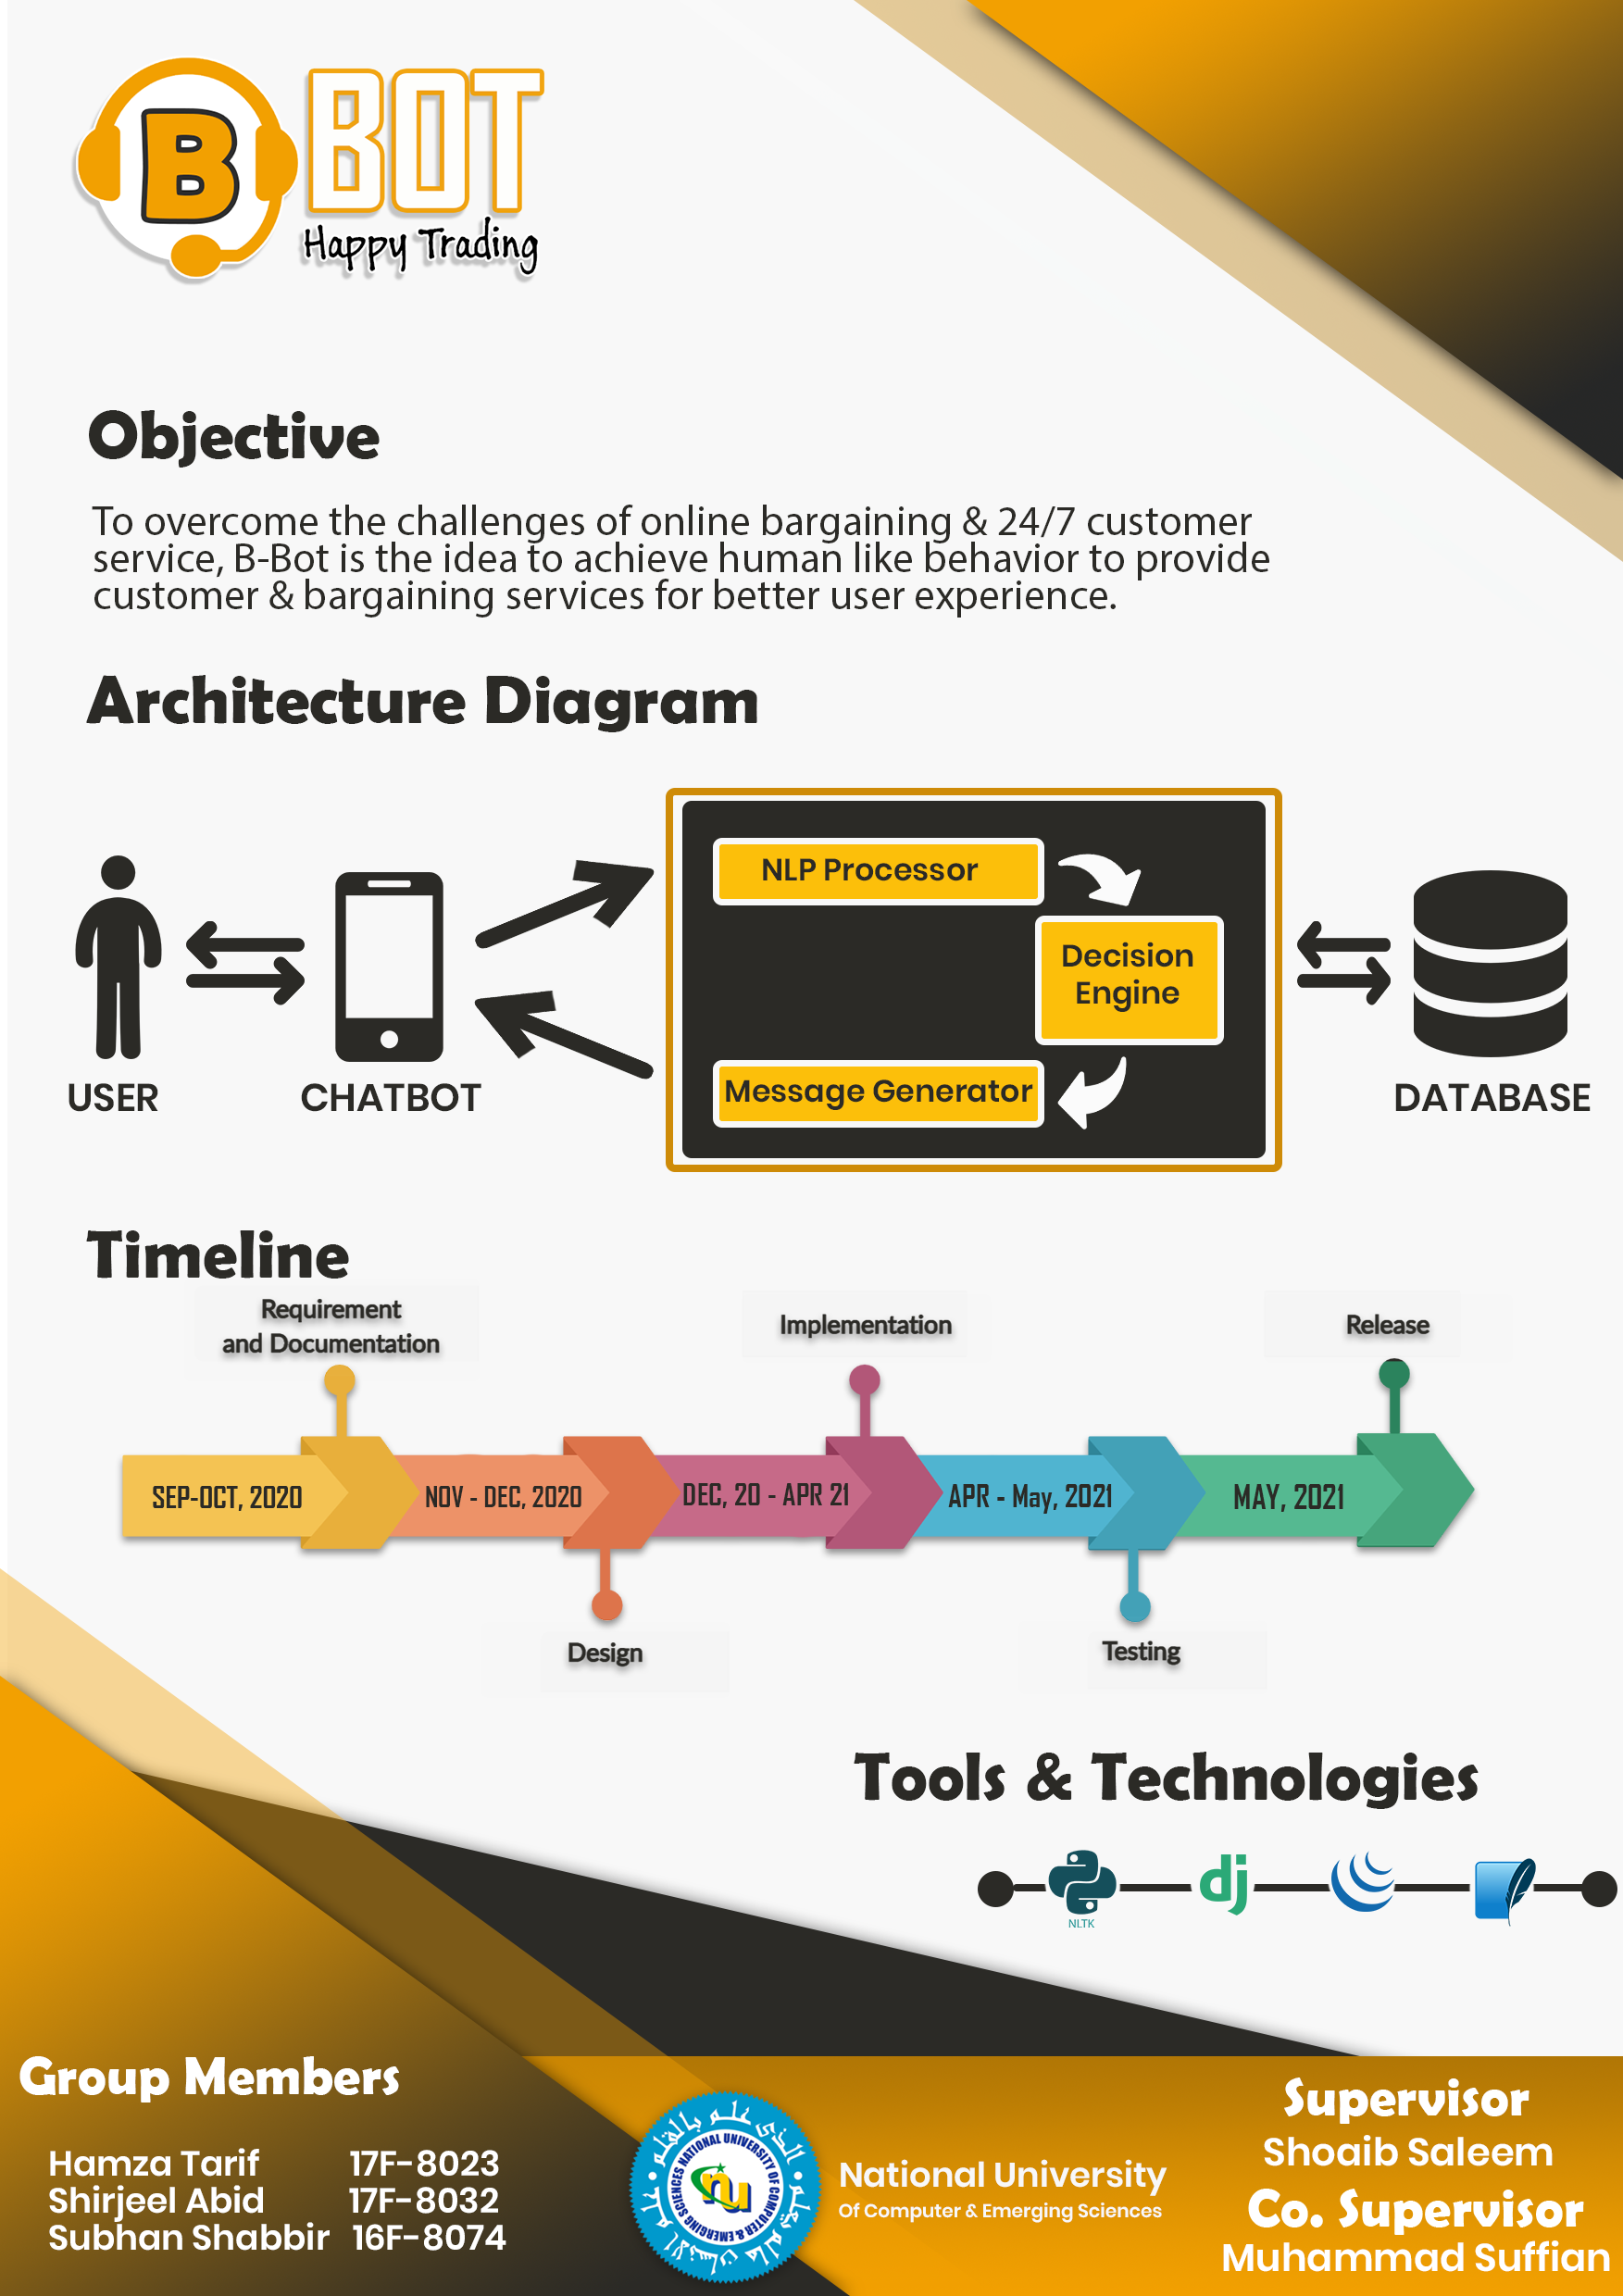 B BOT
Happy Trading
Objective
To overcome the challenges of online bargaining & 24/7 customer
service, B-Bot is the idea to achieve human like behavior to provide
customer & bargaining services for better user experience.
Architecture Diagram
NLP Processor
Decision
Engine
Message Generator
USER
CHATBOT
DATABASE
Timeline
Requirement
and Documentation
Implementation
Release
SEP-OCT, 2020
NOV - DEC, 2020
DEC, 20 - APR 21
APR - May, 2021
MAY, 2021
Design
Testing
Tools & Technologies
dj
NLTK
Group Members
Hamza Tarif 17F-8023
Shirjeel Abid 17F-8032
Subhan Shabbir 16F-8074
NATIONAL UNIVERSITY OF COMPUTER & EMERGING SCIENCES
nu
National University
Of Computer & Emerging Sciences
Supervisor
Shoaib Saleem
Co. Supervisor
Muhammad Suffian